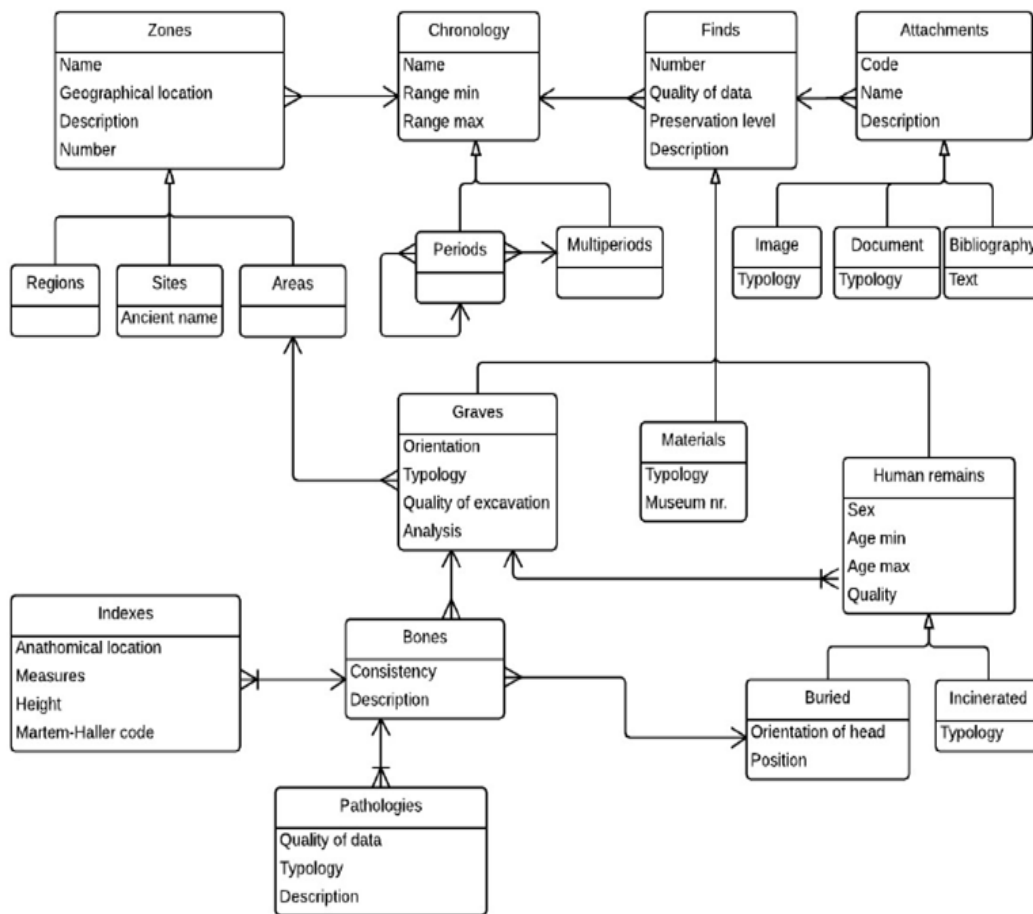 Zones
Name
Geographical location
Description
Number
Chronology
Name
Range min
Range max
Finds
Number
Quality of data
Preservation level
Description
Attachments
Code
Name
Description
Regions
Sites
Ancient name
Areas
Periods
Multiperiods
Image
Typology
Document
Typology
Bibliography
Text
Graves
Orientation
Typology
Quality of excavation
Analysis
Materials
Typology
Museum nr.
Human remains
Sex
Age min
Age max
Quality
Indexes
Anathomical location
Measures
Height
Martem-Haller code
Bones
Consistency
Description
Buried
Orientation of head
Position
Incinerated
Typology
Pathologies
Quality of data
Typology
Description